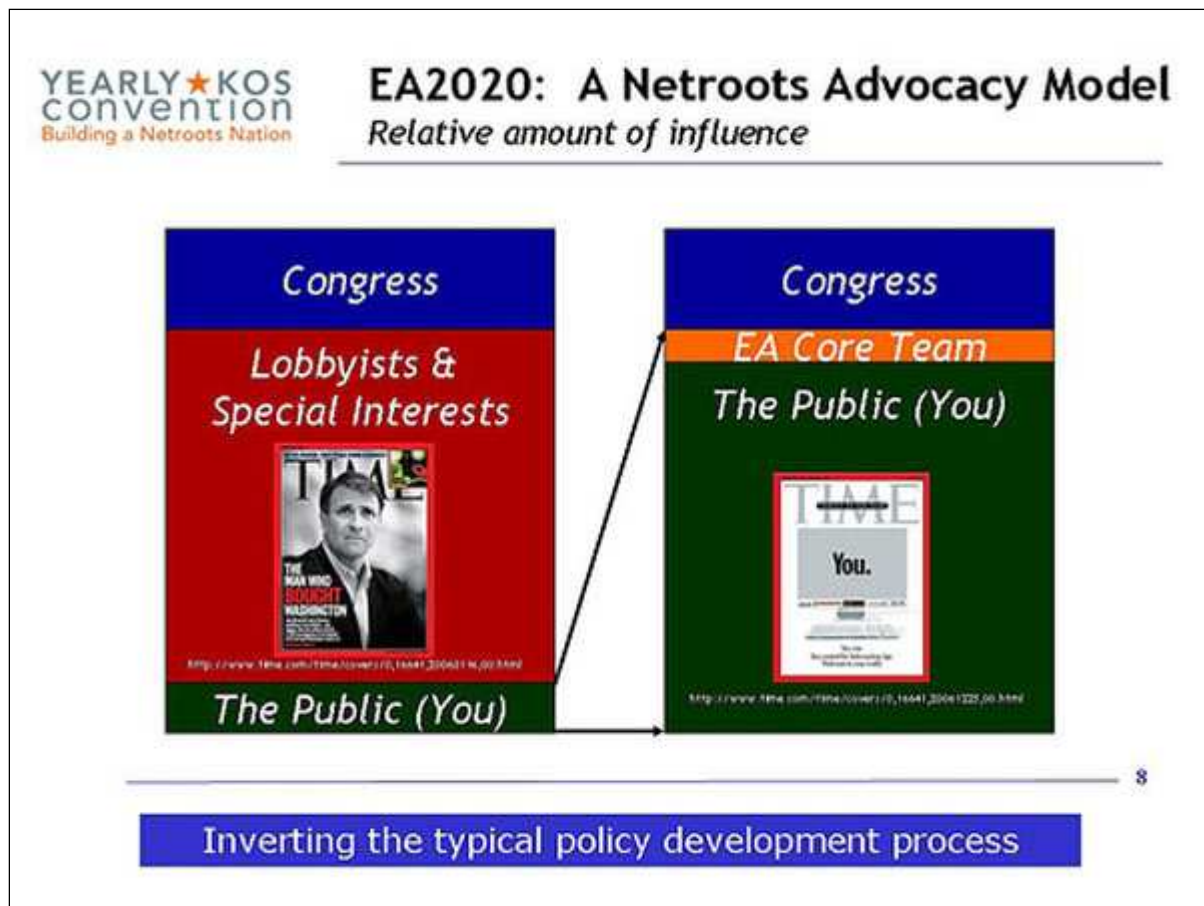 YEARLY★KOS
convention
Building a Netroots Nation
EA2020: A Netroots Advocacy Model
Relative amount of influence
Congress
Lobbyists &
Special Interests
TIME
THE
MAN WHO
BOUGHT
WASHINGTON
The Public (You)
Congress
EA Core Team
The Public (You)
TIME
You.
8
Inverting the typical policy development process